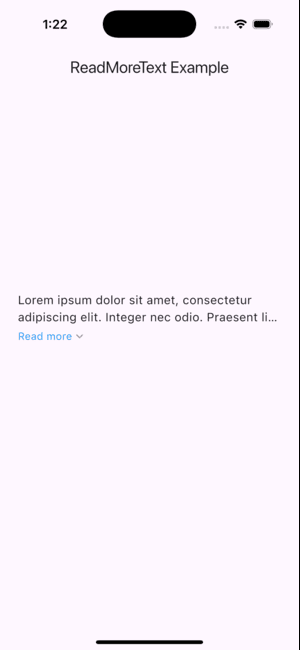 1:22
ReadMoreText Example
Lorem ipsum dolor sit amet, consectetur
adipiscing elit. Integer nec odio. Praesent li...
Read more